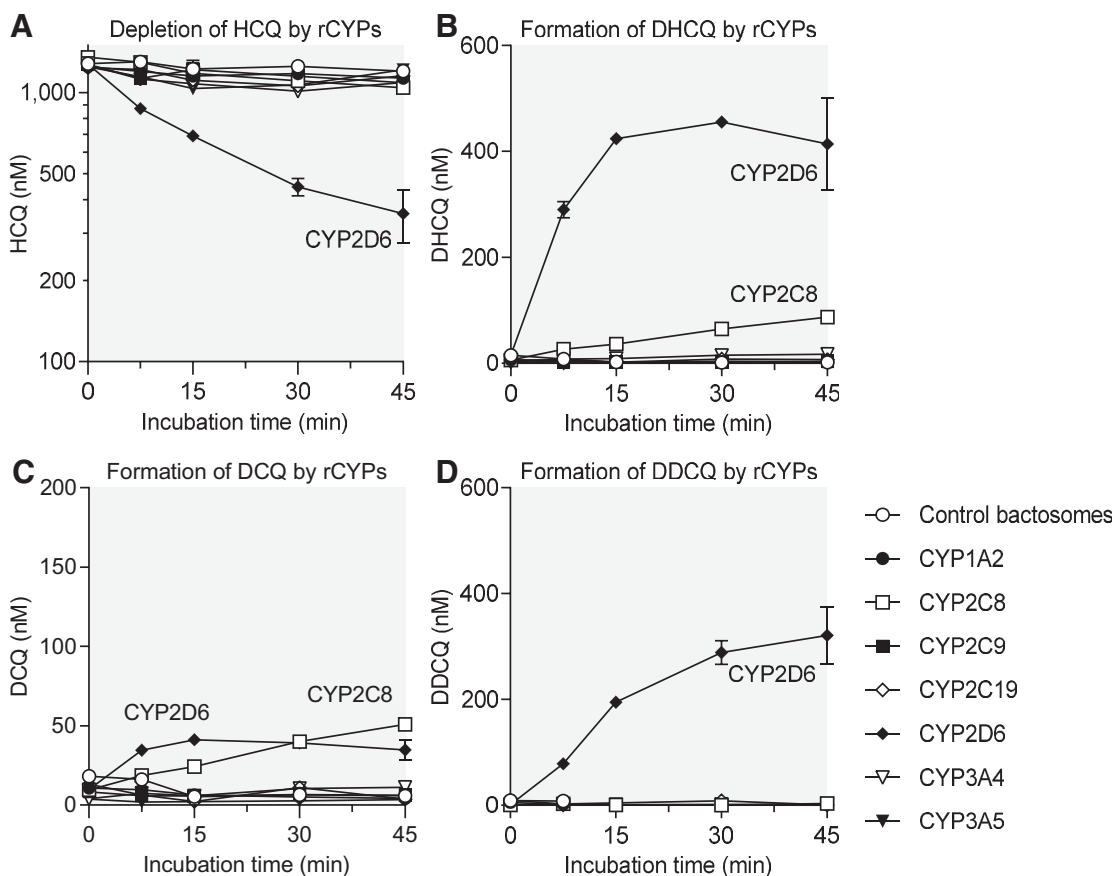 A Depletion of HCQ by rCYPs
HCQ (nM)
1,000
500
200
100
CYP2D6
0 15 30 45
Incubation time (min)
B Formation of DHCQ by rCYPs
DHCQ (nM)
600
400
200
0
CYP2D6
CYP2C8
0 15 30 45
Incubation time (min)
C Formation of DCQ by rCYPs
DCQ (nM)
200
150
100
50
0
CYP2D6
CYP2C8
0 15 30 45
Incubation time (min)
D Formation of DDCQ by rCYPs
DDCQ (nM)
600
400
200
0
CYP2D6
0 15 30 45
Incubation time (min)
Control bactosomes
CYP1A2
CYP2C8
CYP2C9
CYP2C19
CYP2D6
CYP3A4
CYP3A5